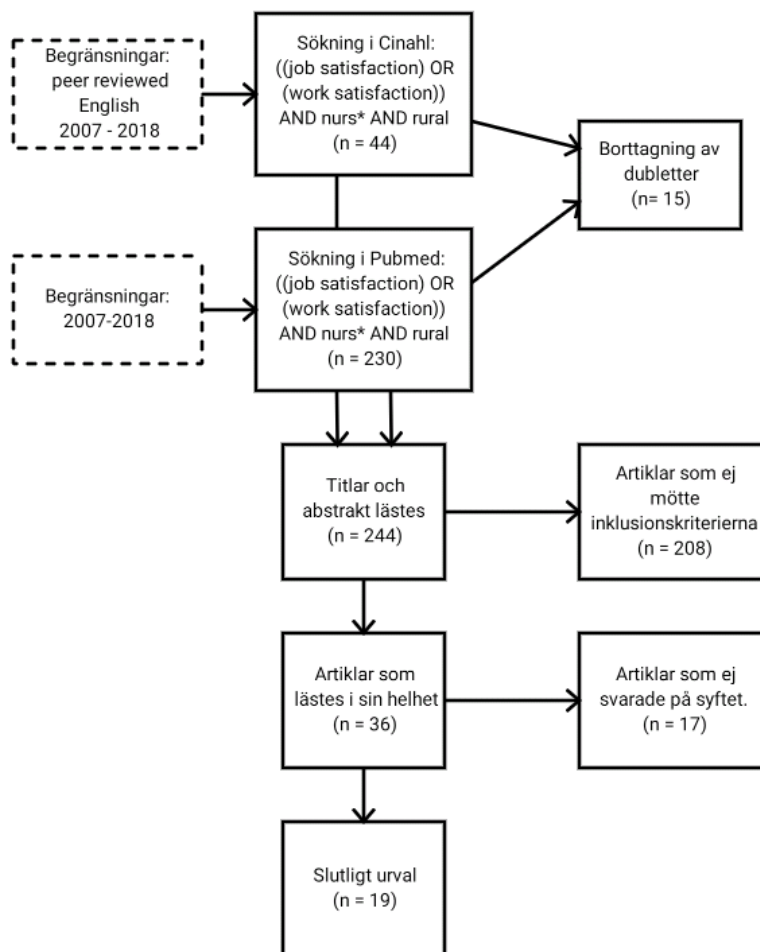 Begränsningar:
peer reviewed
English
2007 - 2018
Sökning i Cinahl:
((job satisfaction) OR
(work satisfaction))
AND nurs* AND rural
(n = 44)
Borttagning av
dubletter
(n= 15)
Begränsningar:
2007-2018
Sökning i Pubmed:
((job satisfaction) OR
(work satisfaction))
AND nurs* AND rural
(n = 230)
Titlar och
abstrakt lästes
(n = 244)
Artiklar som ej
mötte
inklusionskriterierna
(n = 208)
Artiklar som
lästes i sin helhet
(n = 36)
Artiklar som ej
svarade på syftet.
(n = 17)
Slutligt urval
(n = 19)